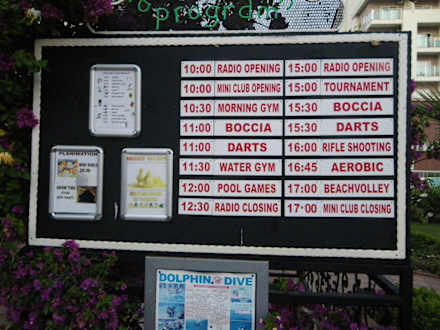 program
10:00 RADIO OPENING
10:00 MINI CLUB OPENING
10:30 MORNING GYM
11:00 BOCCIA
11:00 DARTS
11:30 WATER GYM
12:00 POOL GAMES
12:30 RADIO CLOSING
15:00 RADIO OPENING
15:00 TOURNAMENT
15:30 BOCCIA
15:30 DARTS
16:00 RIFLE SHOOTING
16:45 AEROBIC
17:00 BEACHVOLLEY
17:00 MINI CLUB CLOSING
DOLPHIN DIVE